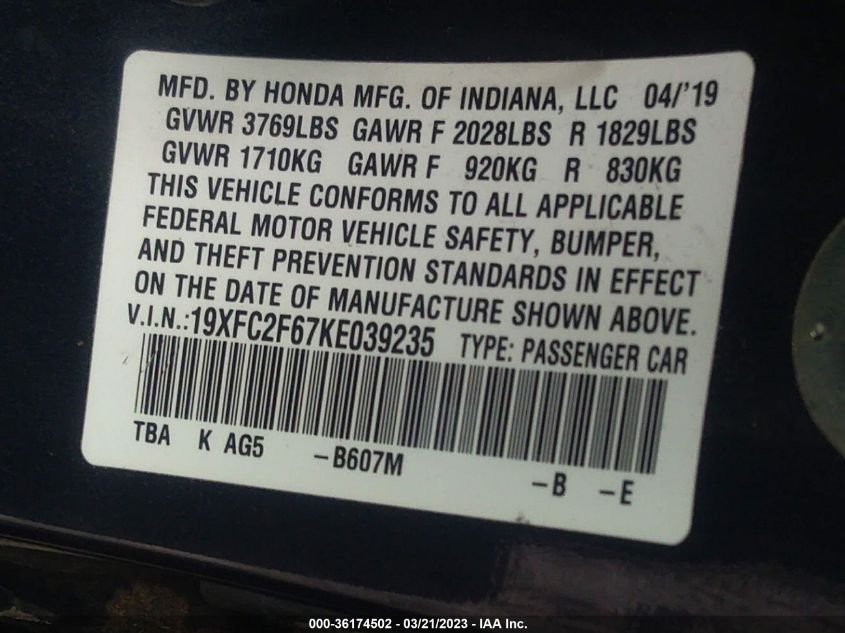 MFD. BY HONDA MFG. OF INDIANA, LLC 04/'19
GVWR 3769LBS GAWR F 2028LBS R 1829LBS
GVWR 1710KG GAWR F 920KG R 830KG
THIS VEHICLE CONFORMS TO ALL APPLICABLE
FEDERAL MOTOR VEHICLE SAFETY, BUMPER,
AND THEFT PREVENTION STANDARDS IN EFFECT
ON THE DATE OF MANUFACTURE SHOWN ABOVE.
V.I.N.:19XFC2F67KE039235 TYPE: PASSENGER CAR
TBA K AG5 -B607M -B -E
000-36174502 - 03/21/2023 - IAA Inc.